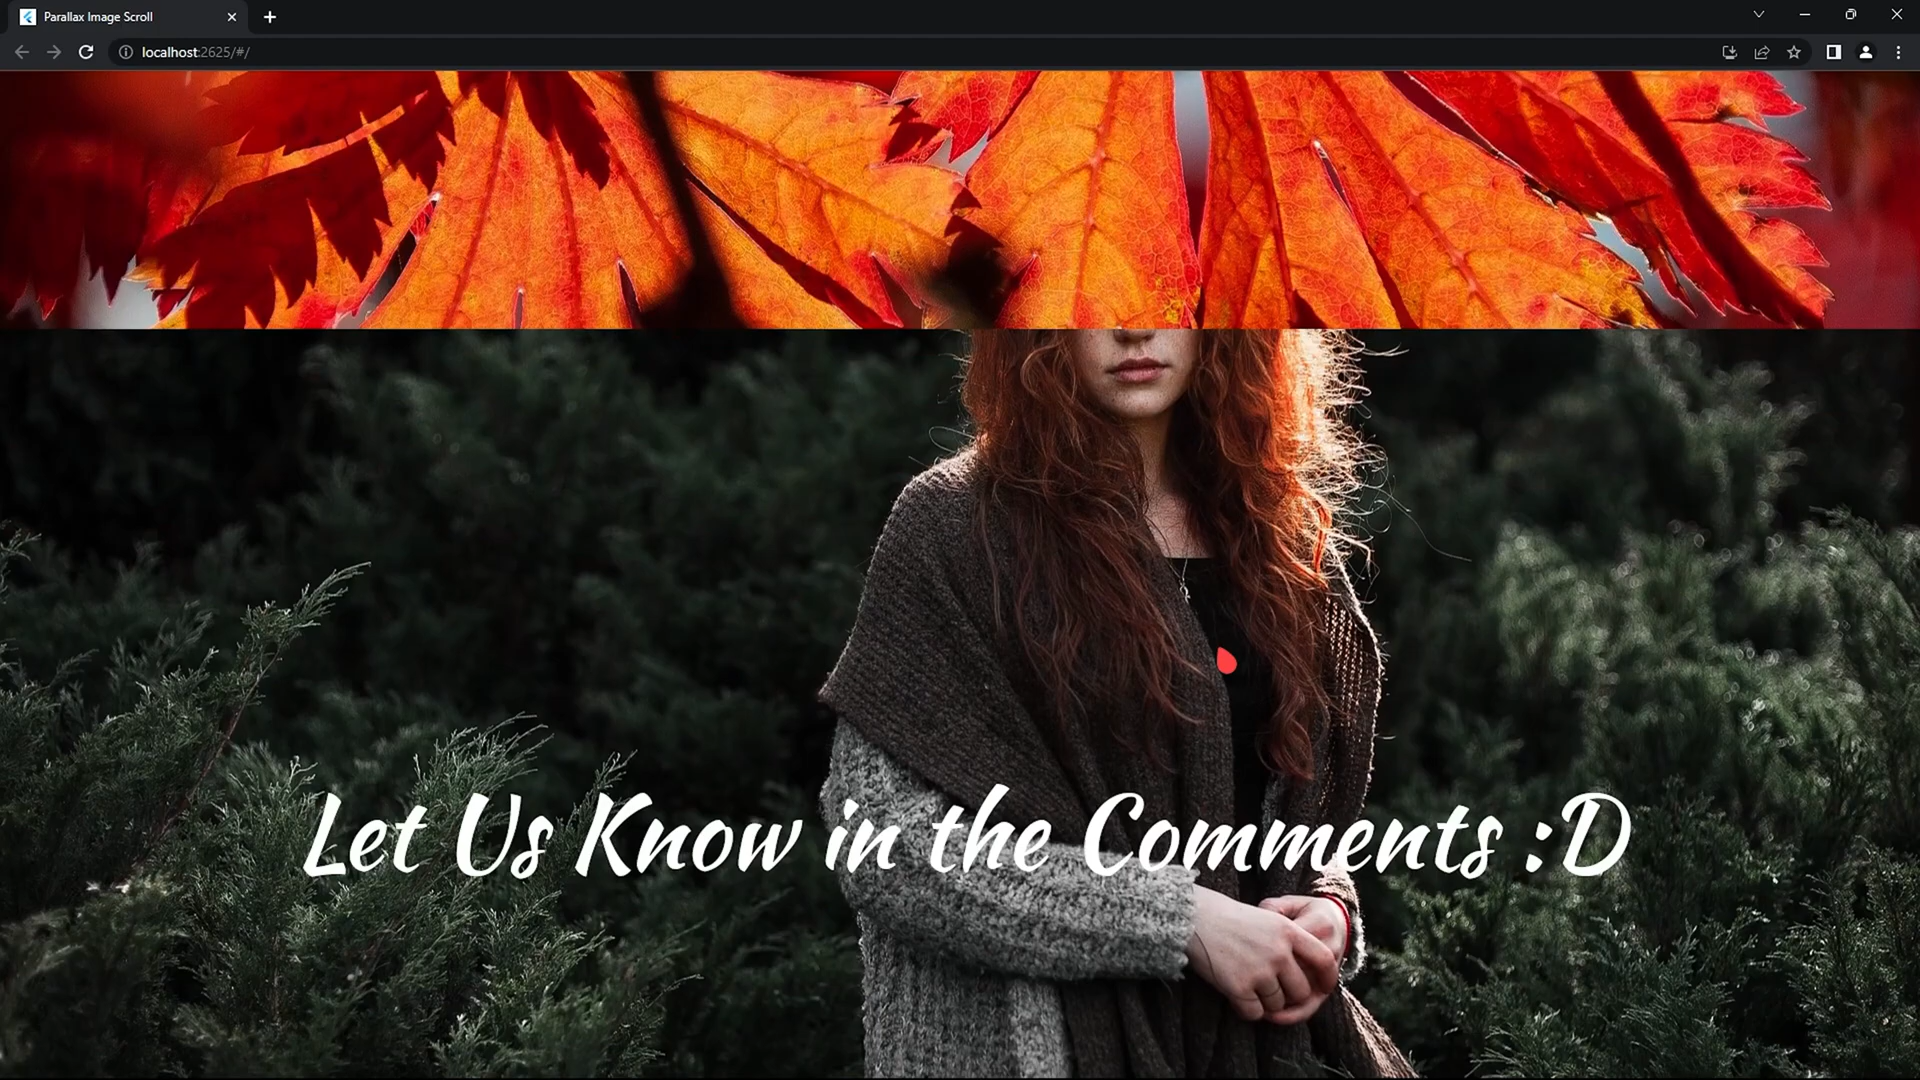 Parallax Image Scroll
localhost:2625/#/
Let Us Know in the Comments :D